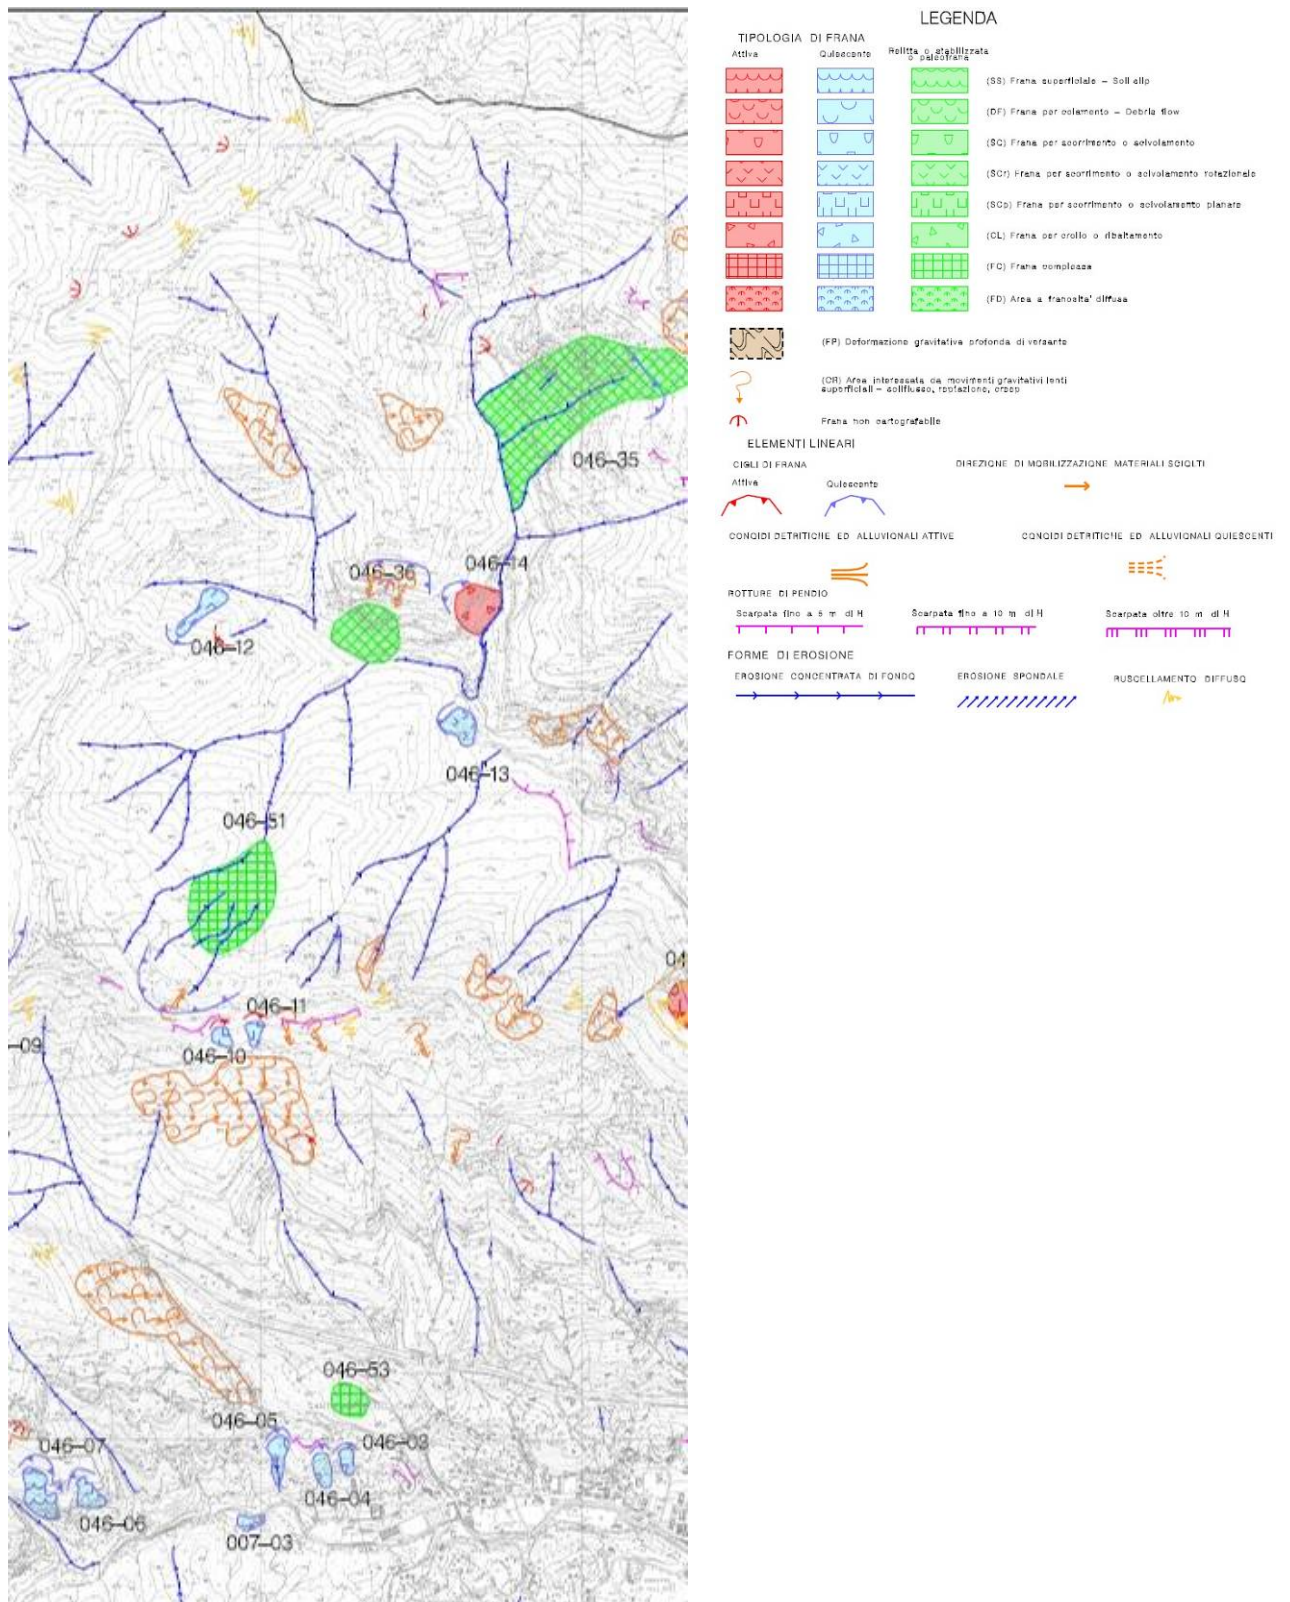 LEGENDA
TIPOLOGIA DI FRANA
Attiva Quiescente Relitta o stabilizzata
o paleofrana
(SS) Frana superficiale – Soil slip
(DF) Frana per colamento – Debris flow
(SC) Frana per scorrimento o scivolamento
(SCr) Frana per scorrimento o scivolamento rotazionale
(SCp) Frana per scorrimento o scivolamento planare
(CL) Frana per crollo o ribaltamento
(FC) Frana complessa
(FD) Area a franosita' diffusa
(FP) Deformazione gravitativa profonda di versante
(CR) Area interessata da movimenti gravitativi lenti
superficiali – soliflusso, reptazione, creep
Frana non cartografabile
ELEMENTI LINEARI
CIGLI DI FRANA
Attiva Quiescente
DIREZIONE DI MOBILIZZAZIONE MATERIALI SCIOLTI
CONOIDI DETRITICHE ED ALLUVIONALI ATTIVE
CONOIDI DETRITICHE ED ALLUVIONALI QUIESCENTI
ROTTURE DI PENDIO
Scarpata fino a 5 m di H
Scarpata fino a 10 m di H
Scarpata oltre 10 m di H
FORME DI EROSIONE
EROSIONE CONCENTRATA DI FONDO
EROSIONE SPONDALE
RUSCELLAMENTO DIFFUSO
046–35
046–14
046–36
046–12
046–13
046–51
04
046–11
–09
046–10
046–53
046–05
046–03
046–07
046–04
046–06
007–03